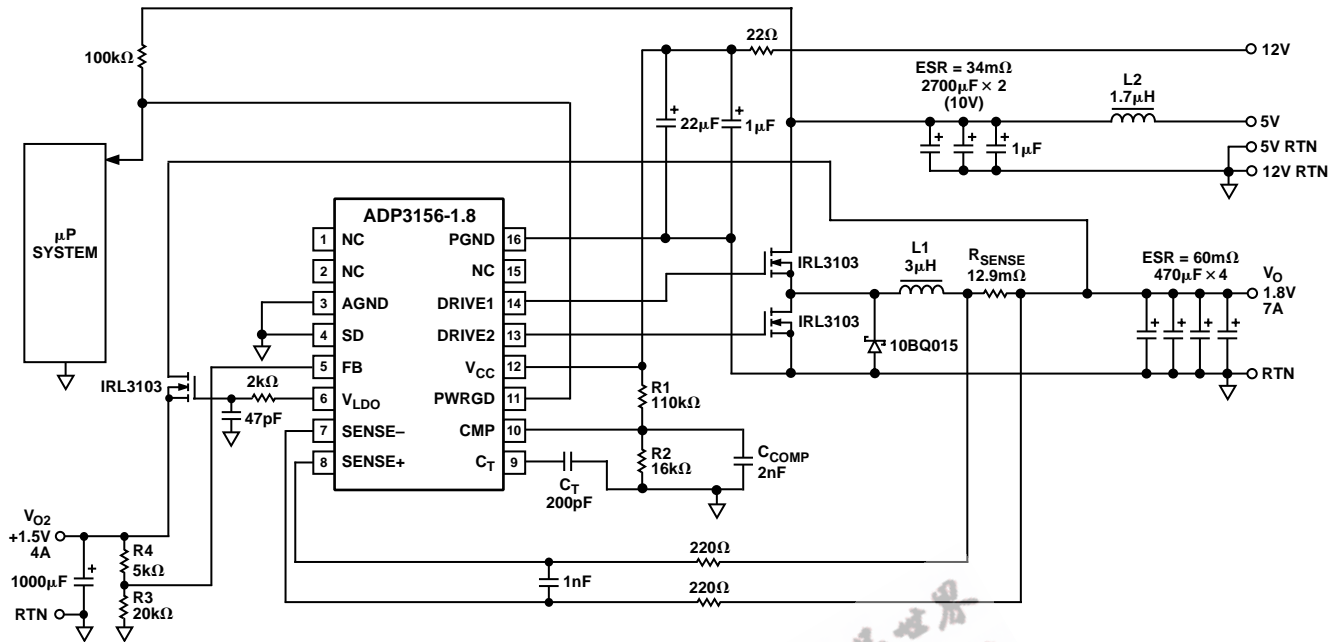 100kΩ
22Ω
12V
ESR = 34mΩ
2700μF × 2
(10V)
L2
1.7μH
22μF
1μF
1μF
5V
5V RTN
12V RTN
μP
SYSTEM
ADP3156-1.8
1 NC
2 NC
3 AGND
4 SD
5 FB
6 VLDO
7 SENSE–
8 SENSE+
PGND 16
NC 15
DRIVE1 14
DRIVE2 13
VCC 12
PWRGD 11
CMP 10
CT 9
IRL3103
IRL3103
L1
3μH
RSENSE
12.9mΩ
ESR = 60mΩ
470μF × 4
VO
1.8V
7A
10BQ015
RTN
IRL3103
2kΩ
47pF
R1
110kΩ
R2
16kΩ
CCOMP
2nF
CT
200pF
VO2
+1.5V
4A
1000μF
RTN
R4
5kΩ
R3
20kΩ
220Ω
1nF
220Ω